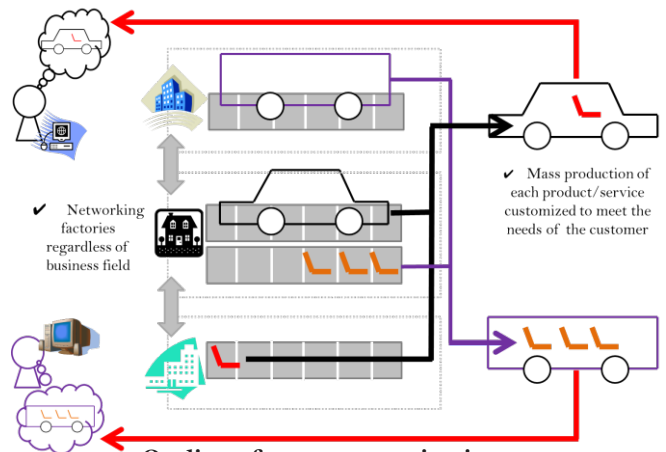 ✔ Networking
factories
regardless of
business field
✔ Mass production of
each product/service
customized to meet the
needs of the customer